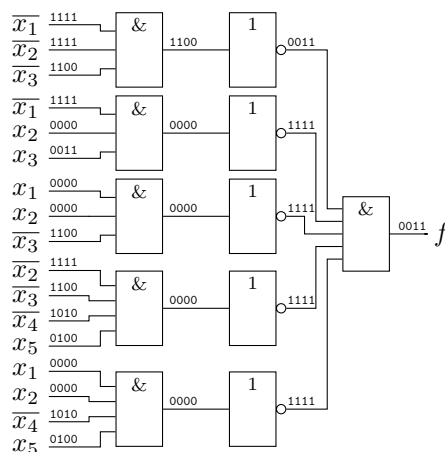 x̅₁ 1111
x̅₂ 1111
x̅₃ 1100
& 1100 1 0011
x̅₁ 1111
x₂ 0000
x₃ 0011
& 0000 1 1111
x₁ 0000
x₂ 0000
x̅₃ 1100
& 0000 1 1111
& 0011 f
x̅₂ 1111
x̅₃ 1100
x̅₄ 1010
x₅ 0100
& 0000 1 1111
x₁ 0000
x₂ 0000
x̅₄ 1010
x₅ 0100
& 0000 1 1111